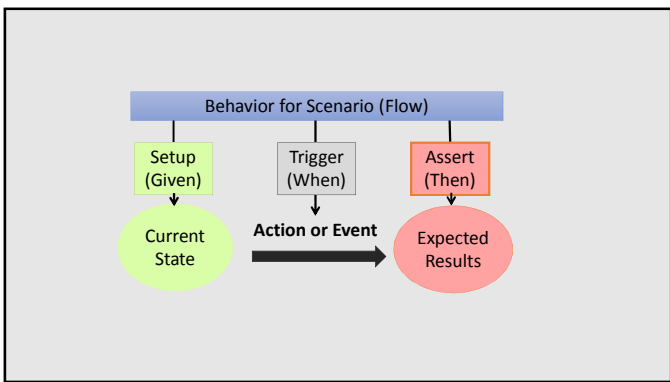 Behavior for Scenario (Flow)
Setup
(Given)
Trigger
(When)
Assert
(Then)
Current
State
Action or Event
Expected
Results